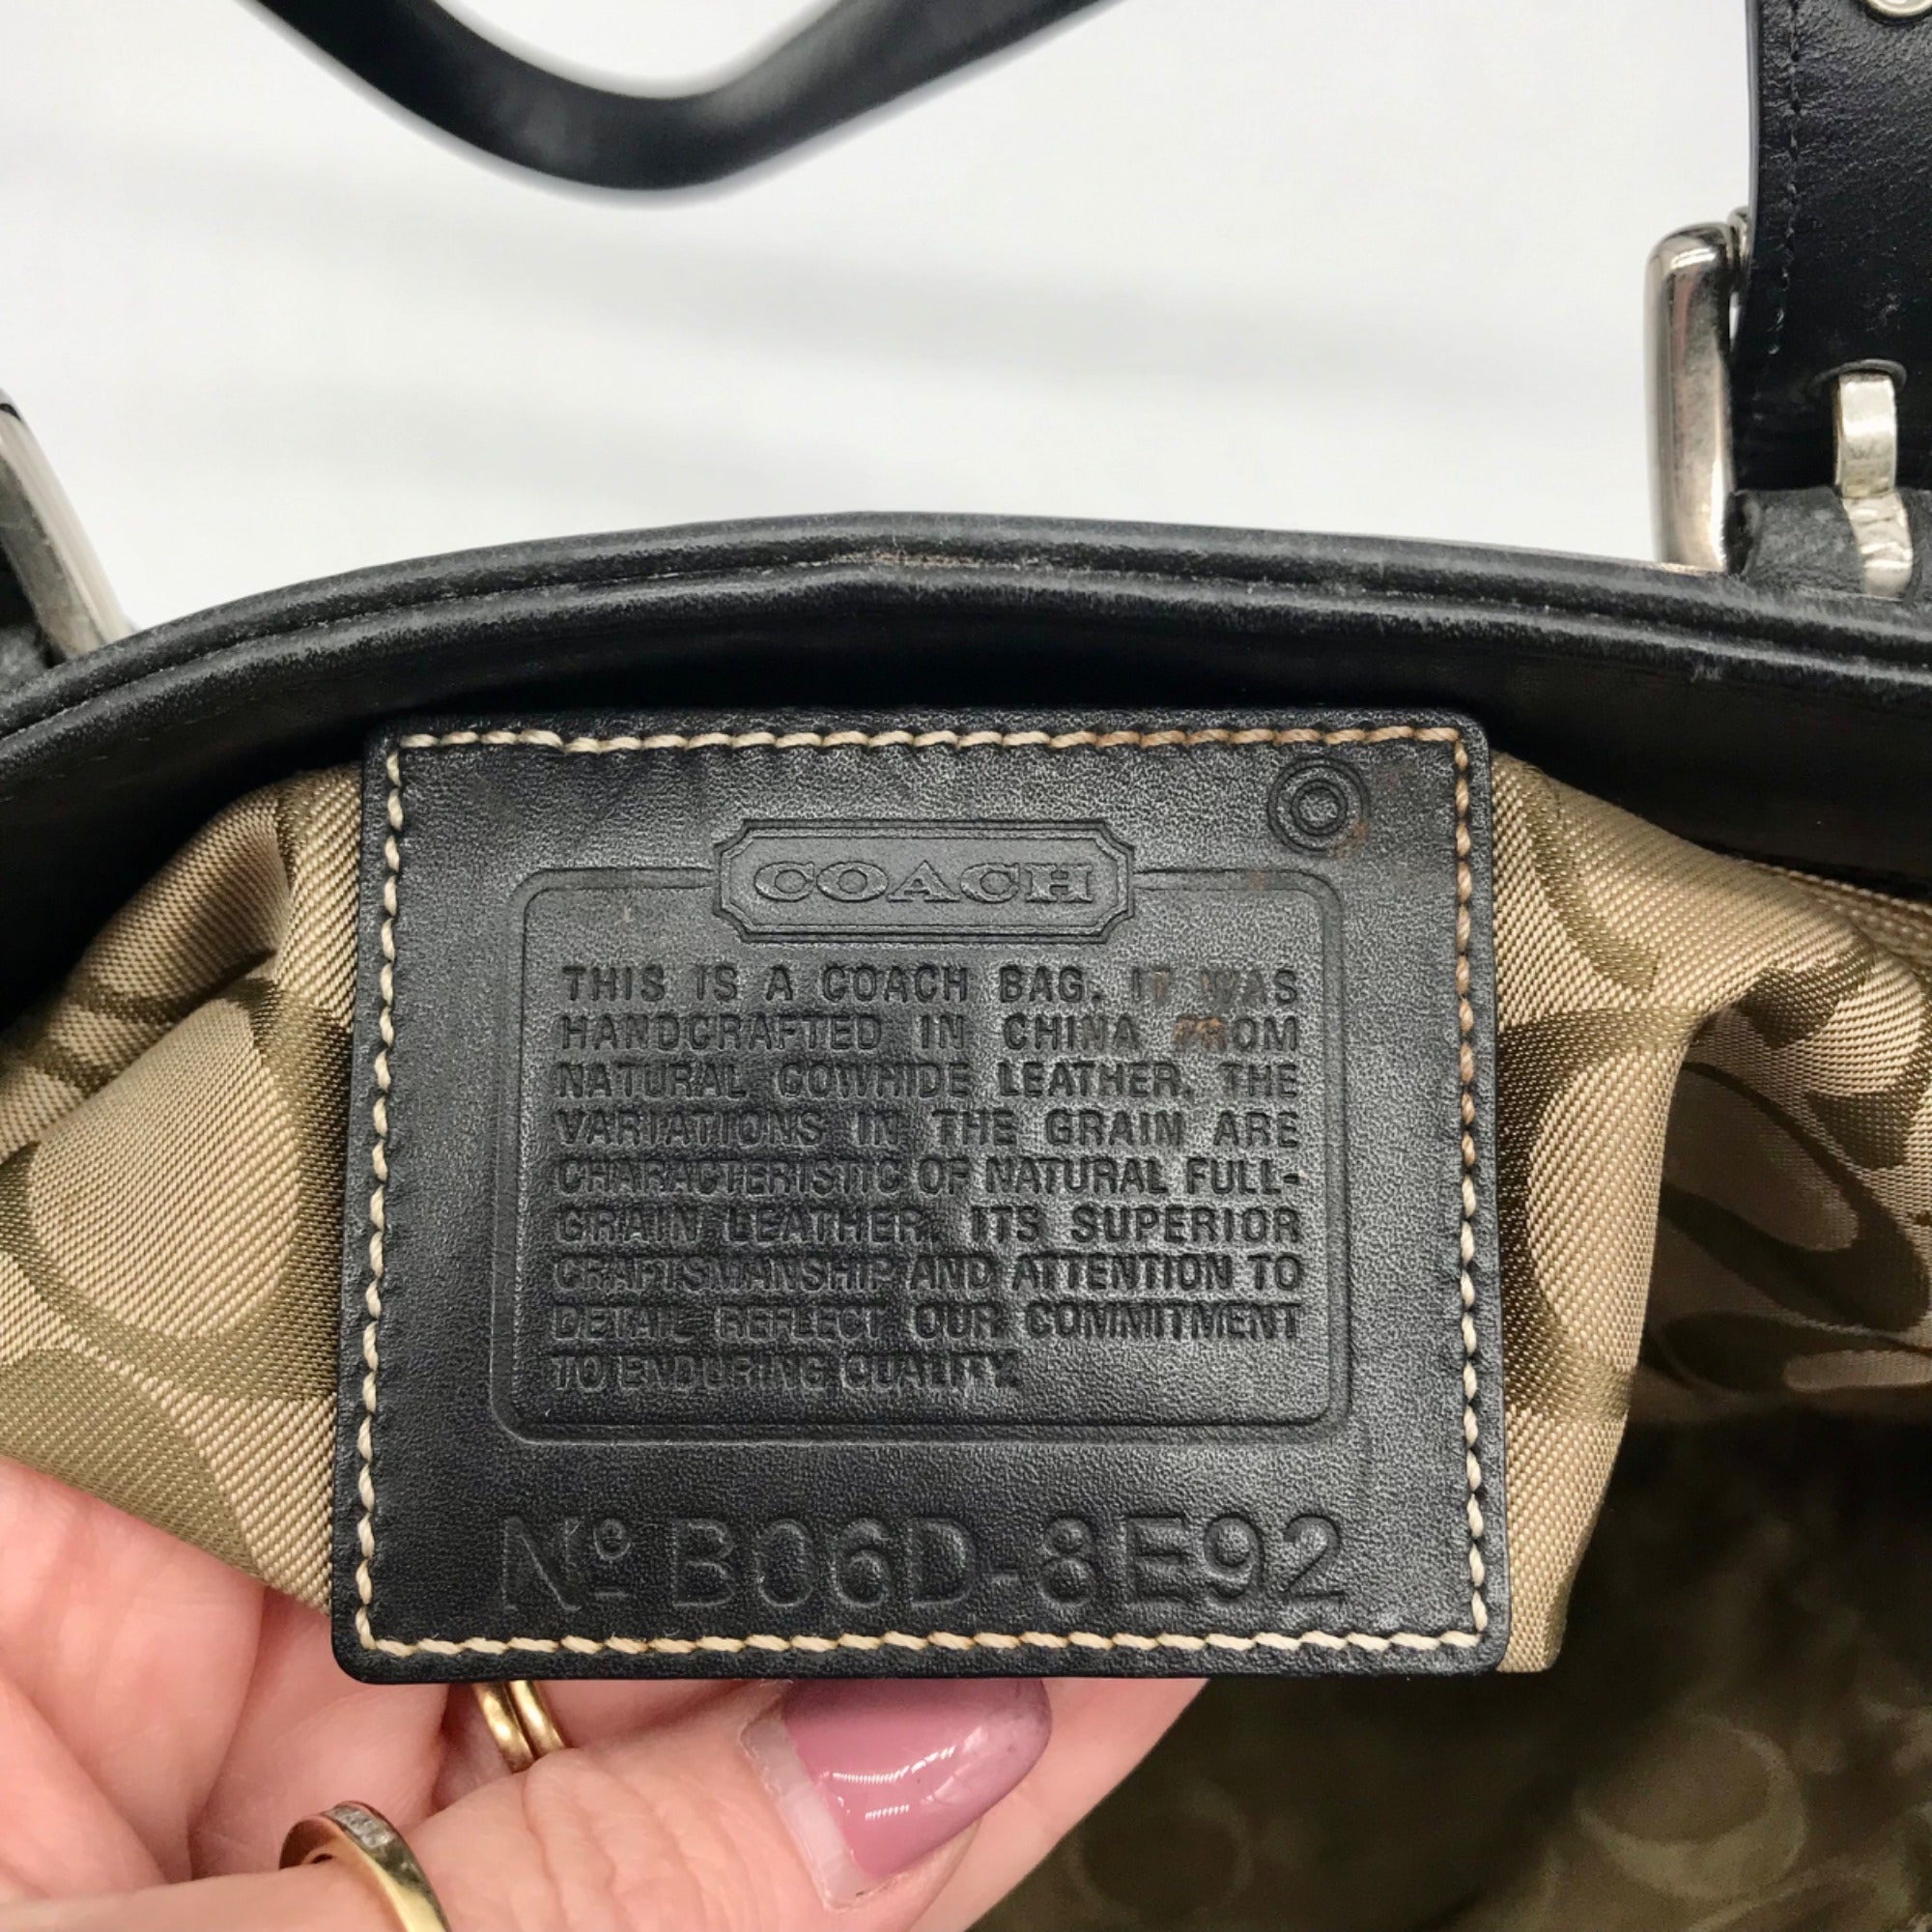 COACH
THIS IS A COACH BAG. IT WAS
HANDCRAFTED IN CHINA FROM
NATURAL COWHIDE LEATHER. THE
VARIATIONS IN THE GRAIN ARE
CHARACTERISTIC OF NATURAL FULL-
GRAIN LEATHER. ITS SUPERIOR
CRAFTSMANSHIP AND ATTENTION TO
DETAIL REFLECT OUR COMMITMENT
TO ENDURING QUALITY.
Nº B06D-8E92